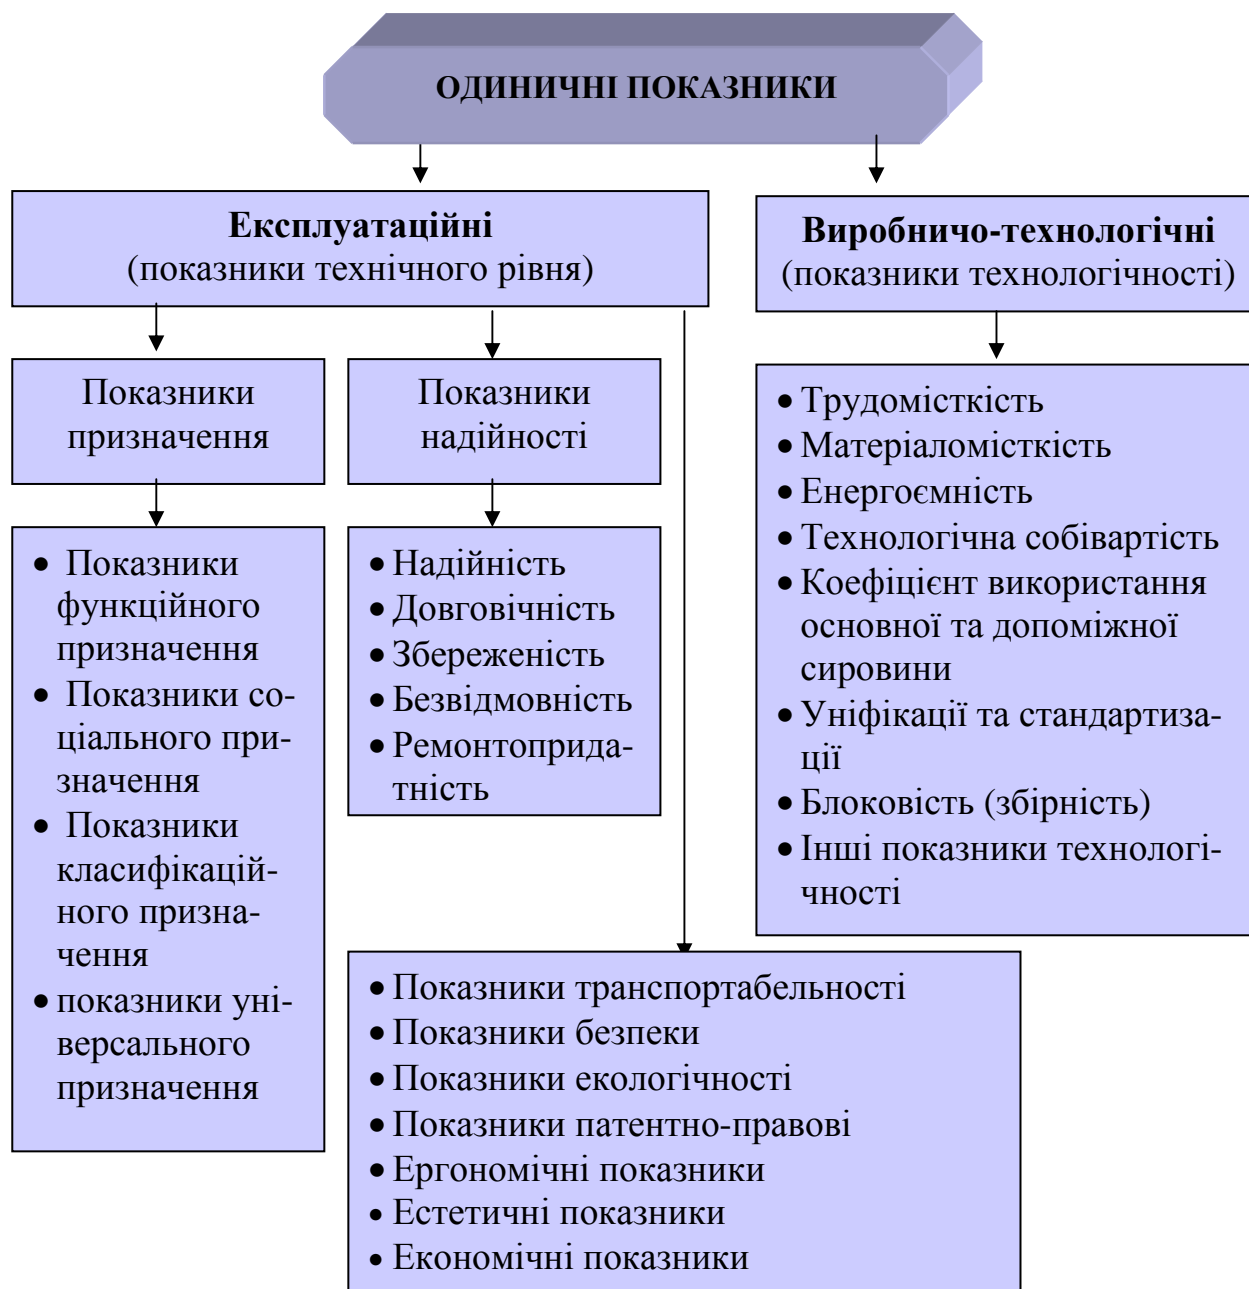 ОДИНИЧНІ ПОКАЗНИКИ
Експлуатаційні
(показники технічного рівня)
Виробничо-технологічні
(показники технологічності)
Показники
призначення
Показники
надійності
• Показники
функційного
призначення
• Показники со-
ціального при-
значення
• Показники
класифікацій-
ного призна-
чення
• показники уні-
версального
призначення
• Надійність
• Довговічність
• Збереженість
• Безвідмовність
• Ремонтопридат-
тність
• Трудомісткість
• Матеріаломісткість
• Енергоємність
• Технологічна собівартість
• Коефіцієнт використання
основної та допоміжної
сировини
• Уніфікації та стандартиза-
ції
• Блоковість (збірність)
• Інші показники технологі-
чності
• Показники транспортабельності
• Показники безпеки
• Показники екологічності
• Показники патентно-правові
• Ергономічні показники
• Естетичні показники
• Економічні показники